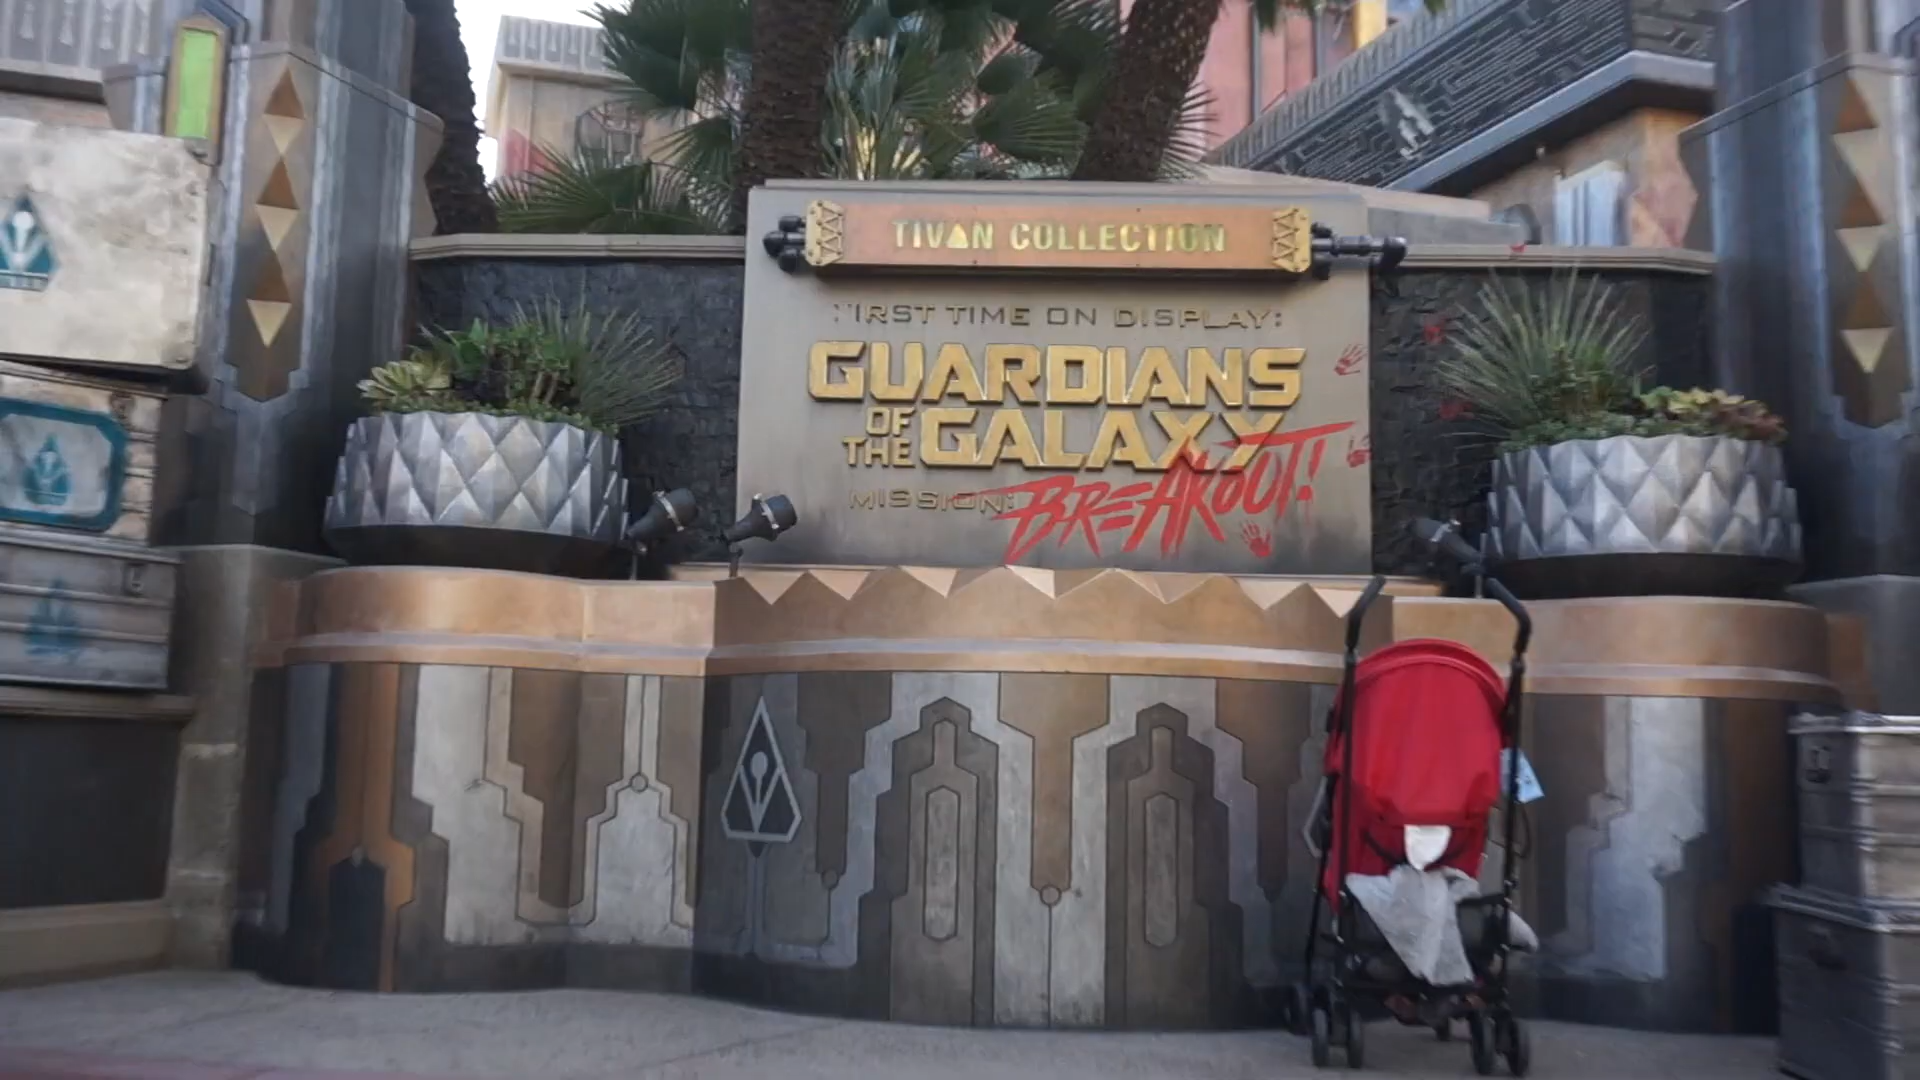 TIVAN COLLECTION
FIRST TIME ON DISPLAY:
GUARDIANS
OF THE GALAXY
MISSION: BREAKOUT!